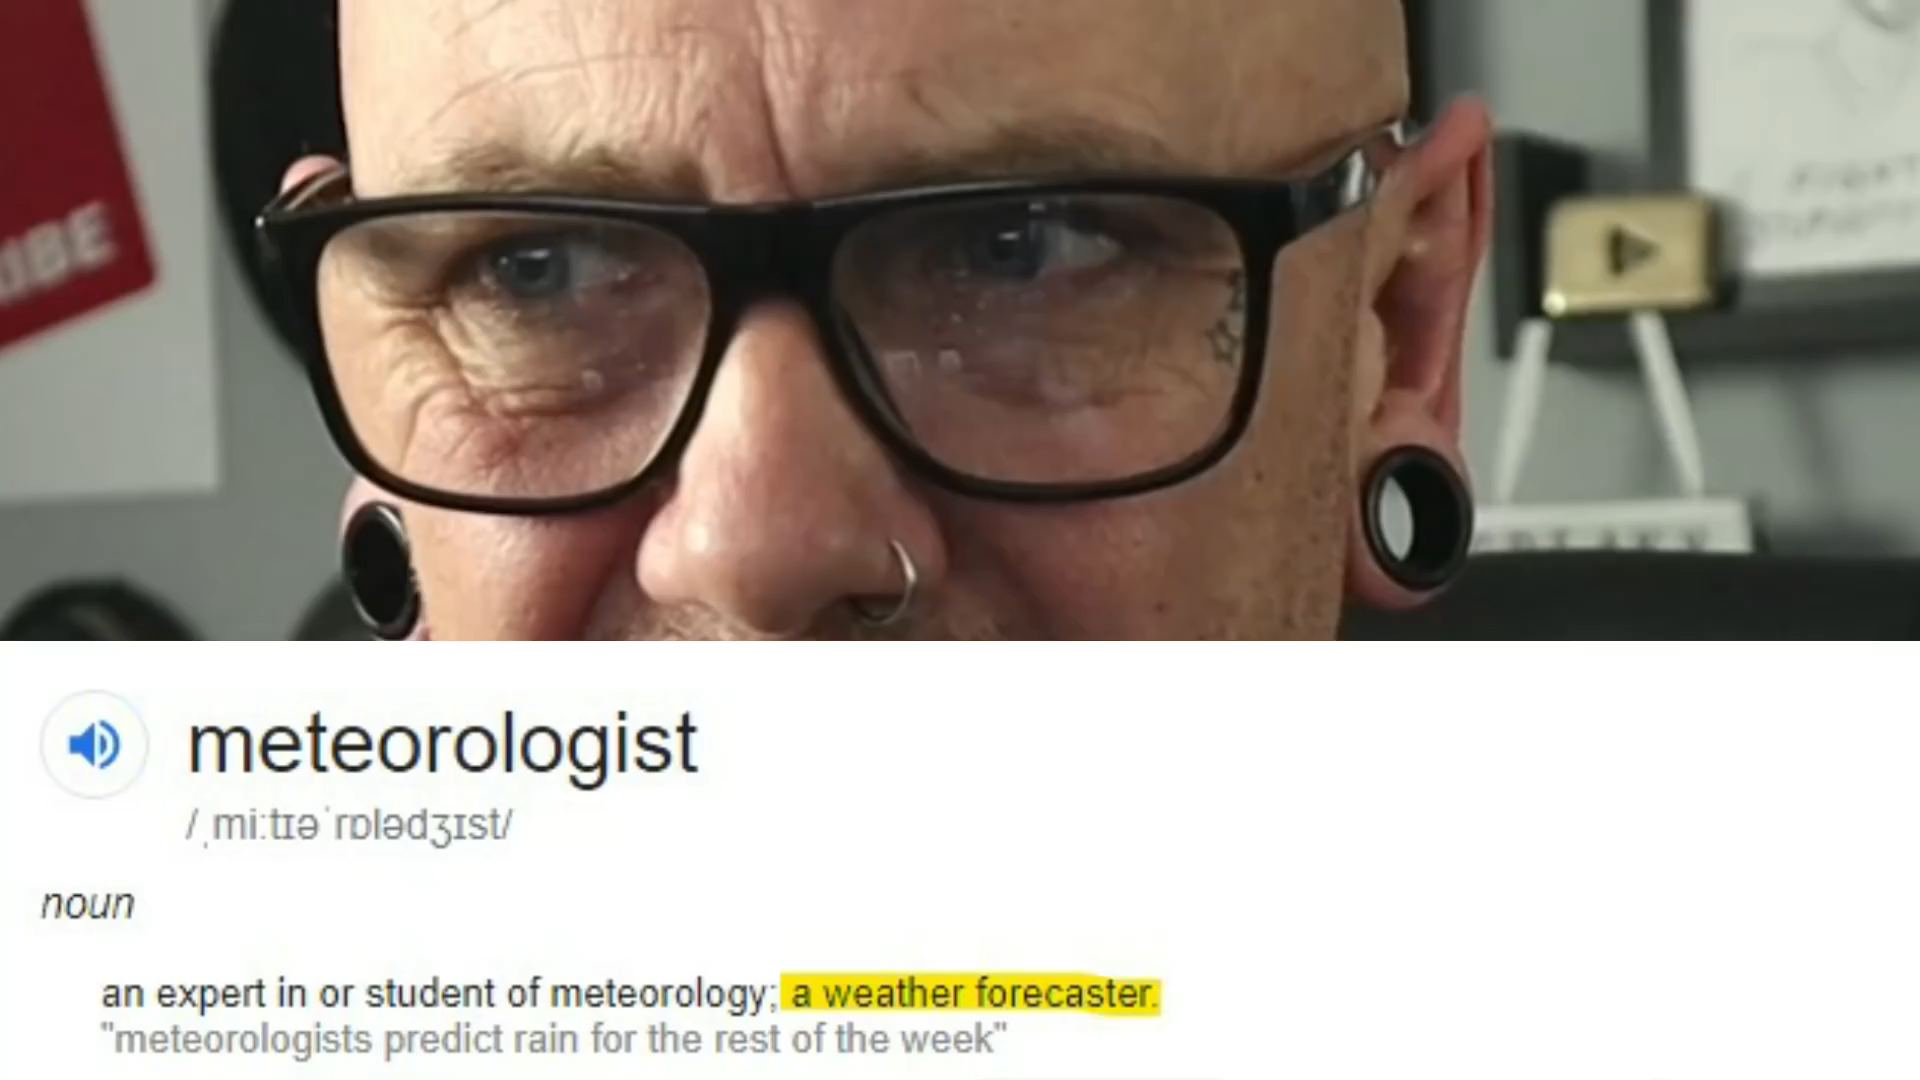 meteorologist
/ˌmiːtɪəˈrɒlədʒɪst/
noun
an expert in or student of meteorology; a weather forecaster.
"meteorologists predict rain for the rest of the week"